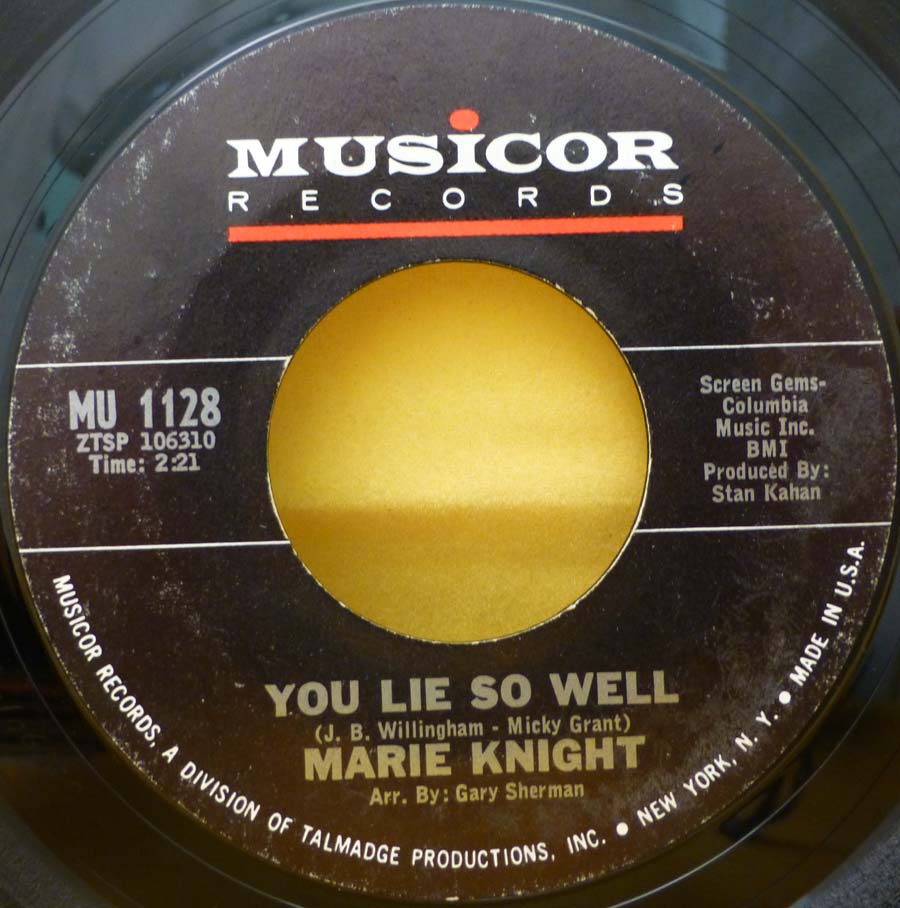 MUSiCOR
RECORDS
MU 1128
ZTSP 106310
Time: 2:21
Screen Gems-
Columbia
Music Inc.
BMI
Produced By:
Stan Kahan
YOU LIE SO WELL
(J. B. Willingham - Micky Grant)
MARIE KNIGHT
Arr. By: Gary Sherman
MUSICOR RECORDS, A DIVISION OF TALMADGE PRODUCTIONS, INC. ● NEW YORK, N. Y. ● MADE IN U.S.A.